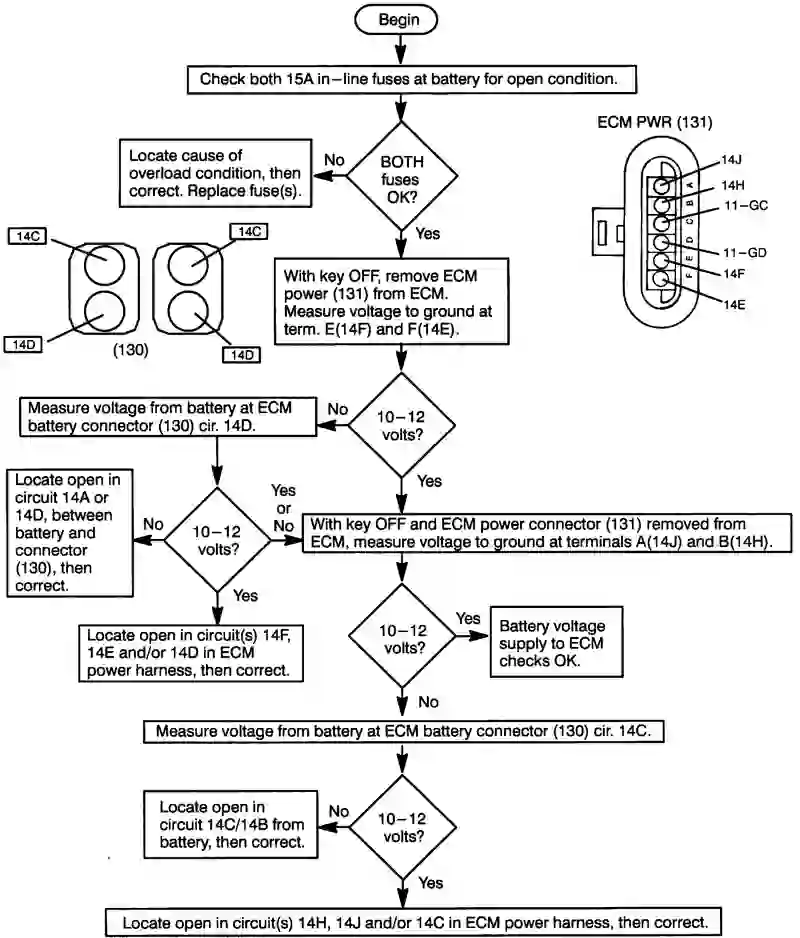 Begin
Check both 15A in-line fuses at battery for open condition.
ECM PWR (131)
BOTH
fuses
OK?
No
Locate cause of
overload condition, then
correct. Replace fuse(s).
Yes
14J
14H
11-GC
11-GD
14F
14E
A
B
C
D
E
F
14C
14C
14D
14D
(130)
With key OFF, remove ECM
power (131) from ECM.
Measure voltage to ground at
term. E(14F) and F(14E).
10-12
volts?
No
Measure voltage from battery at ECM
battery connector (130) cir. 14D.
Yes
10-12
volts?
No
Locate open in
circuit 14A or
14D, between
battery and
connector
(130), then
correct.
Yes
or
No
Yes
Locate open in circuit(s) 14F,
14E and/or 14D in ECM
power harness, then correct.
With key OFF and ECM power connector (131) removed from
ECM, measure voltage to ground at terminals A(14J) and B(14H).
10-12
volts?
Yes
Battery voltage
supply to ECM
checks OK.
No
Measure voltage from battery at ECM battery connector (130) cir. 14C.
10-12
volts?
No
Locate open in
circuit 14C/14B from
battery, then correct.
Yes
Locate open in circuit(s) 14H, 14J and/or 14C in ECM power harness, then correct.